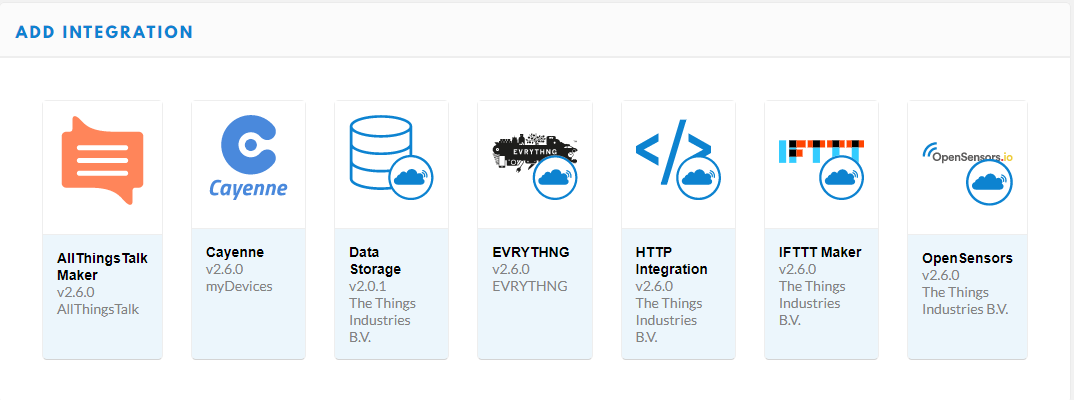 ADD INTEGRATION
Cayenne
EVRYTHNG
IFTTT
OpenSensors.io
AllThingsTalk
Maker
v2.6.0
AllThingsTalk
Cayenne
v2.6.0
myDevices
Data
Storage
v2.0.1
The Things
Industries
B.V.
EVRYTHNG
v2.6.0
EVRYTHNG
HTTP
Integration
v2.6.0
The Things
Industries
B.V.
IFTTT Maker
v2.6.0
The Things
Industries
B.V.
OpenSensors
v2.6.0
The Things
Industries B.V.